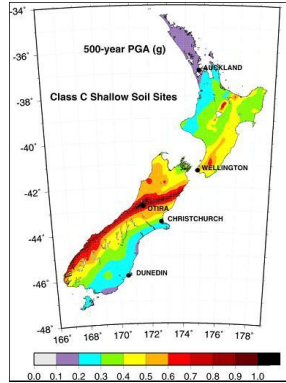 -34°
500-year PGA (g)
-36°
AUCKLAND
Class C Shallow Soil Sites
-38°
-40°
WELLINGTON
-42°
OTIRA
CHRISTCHURCH
-44°
DUNEDIN
-46°
-48°
166° 168° 170° 172° 174° 176° 178°
0.0 0.1 0.2 0.3 0.4 0.5 0.6 0.7 0.8 0.9 1.0